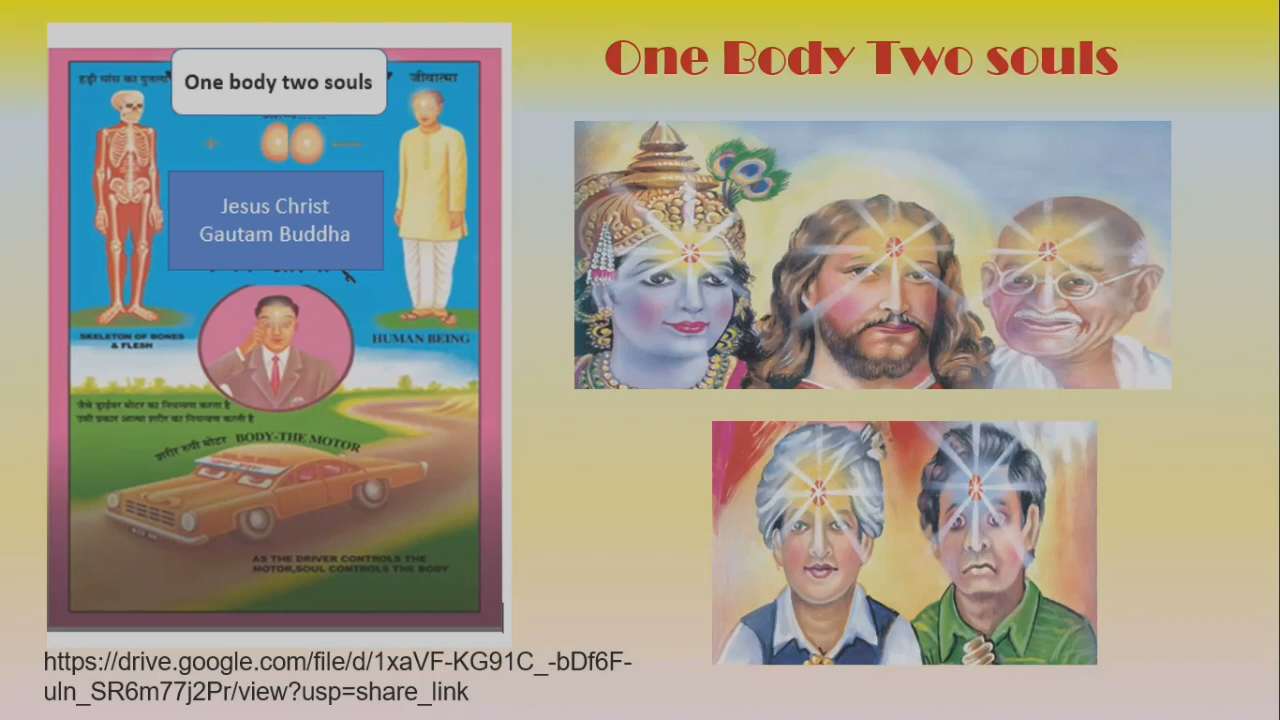 One Body Two souls
हड्डी मांस का पुतला
One body two souls
जीवात्मा
Jesus Christ
Gautam Buddha
SKELETON OF BONES
& FLESH
HUMAN BEING
जैसे ड्राईवर मोटर का नियन्त्रण करता है
उसी प्रकार आत्मा शरीर का नियन्त्रण करती है
शरीर रुपी मोटर BODY-THE MOTOR
AS THE DRIVER CONTROLS THE
MOTOR,SOUL CONTROLS THE BODY
https://drive.google.com/file/d/1xaVF-KG91C_-bDf6F-
uln_SR6m77j2Pr/view?usp=share_link